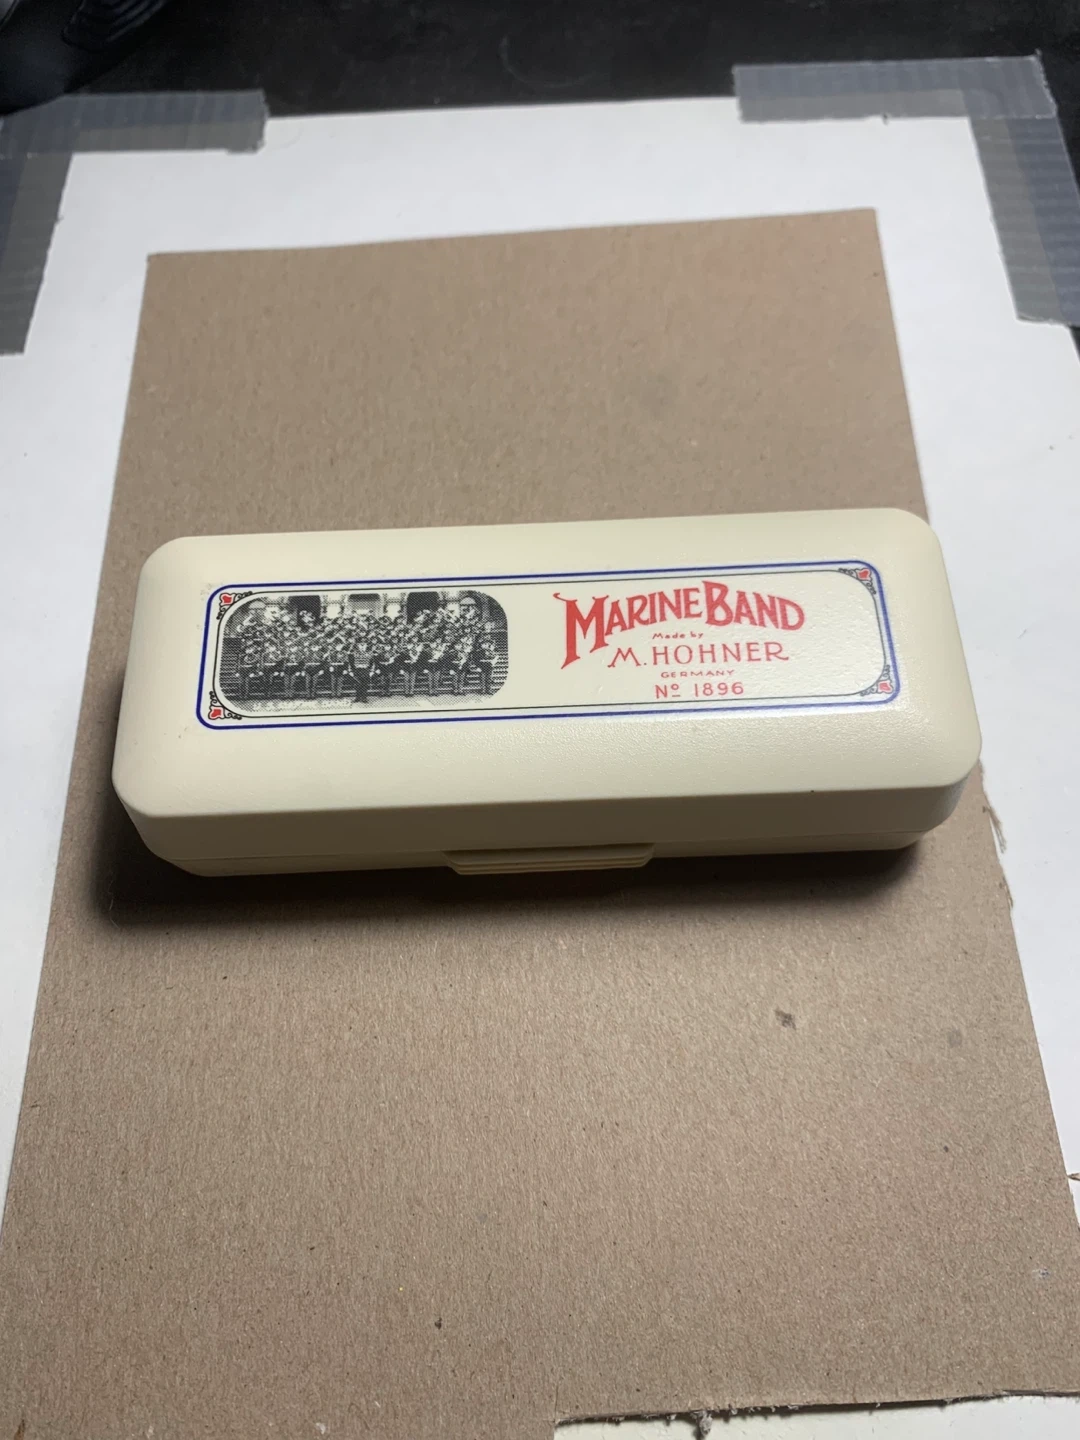 MARINE BAND
Made by
M. HOHNER
GERMANY
Nº 1896